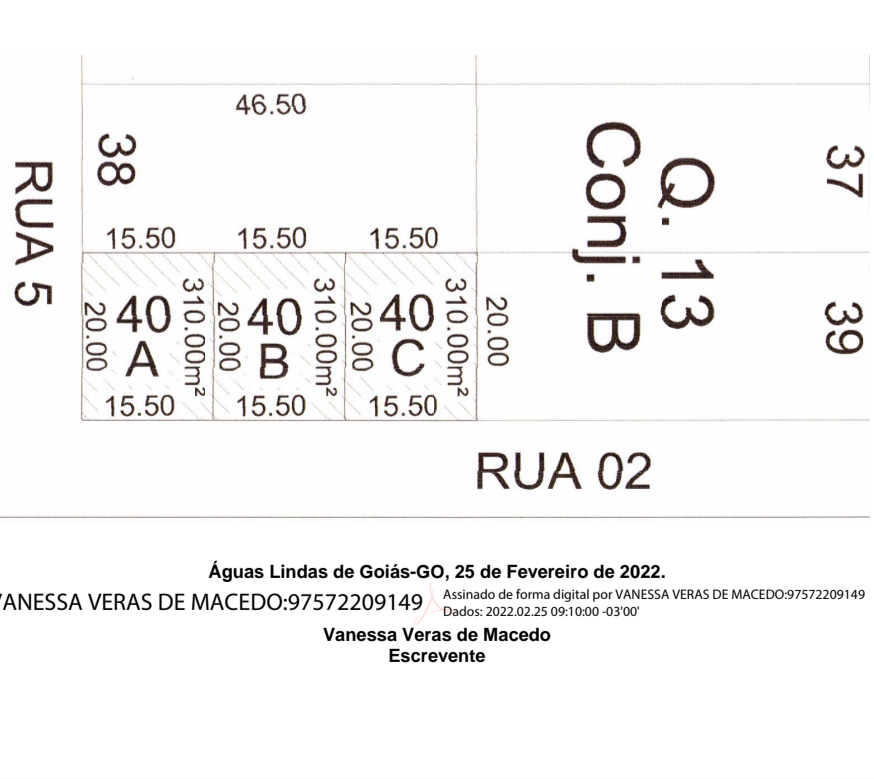 46.50
38
RUA 5
15.50 15.50 15.50
Q. 13
Conj. B
37
39
40
A
20.00
310.00m²
15.50
40
B
20.00
310.00m²
15.50
40
C
20.00
310.00m²
15.50
20.00
RUA 02
Águas Lindas de Goiás-GO, 25 de Fevereiro de 2022.
VANESSA VERAS DE MACEDO:97572209149
Assinado de forma digital por VANESSA VERAS DE MACEDO:97572209149
Dados: 2022.02.25 09:10:00 -03'00'
Vanessa Veras de Macedo
Escrevente